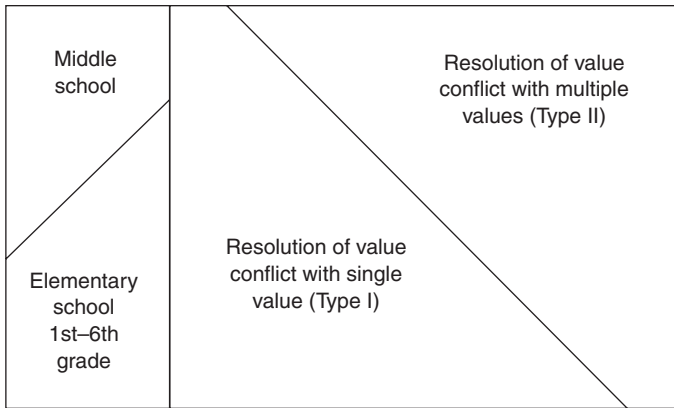 Middle
school
Resolution of value
conflict with multiple
values (Type II)
Elementary
school
1st–6th
grade
Resolution of value
conflict with single
value (Type I)